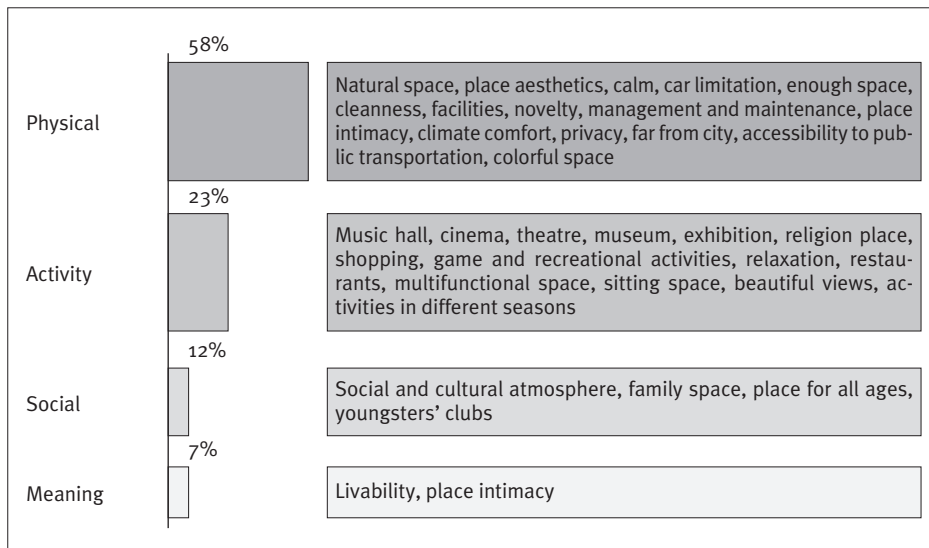 58%
Physical
Natural space, place aesthetics, calm, car limitation, enough space,
cleanness, facilities, novelty, management and maintenance, place
intimacy, climate comfort, privacy, far from city, accessibility to pub-
lic transportation, colorful space
23%
Activity
Music hall, cinema, theatre, museum, exhibition, religion place,
shopping, game and recreational activities, relaxation, restau-
rants, multifunctional space, sitting space, beautiful views, ac-
tivities in different seasons
12%
Social
Social and cultural atmosphere, family space, place for all ages,
youngsters’ clubs
7%
Meaning
Livability, place intimacy